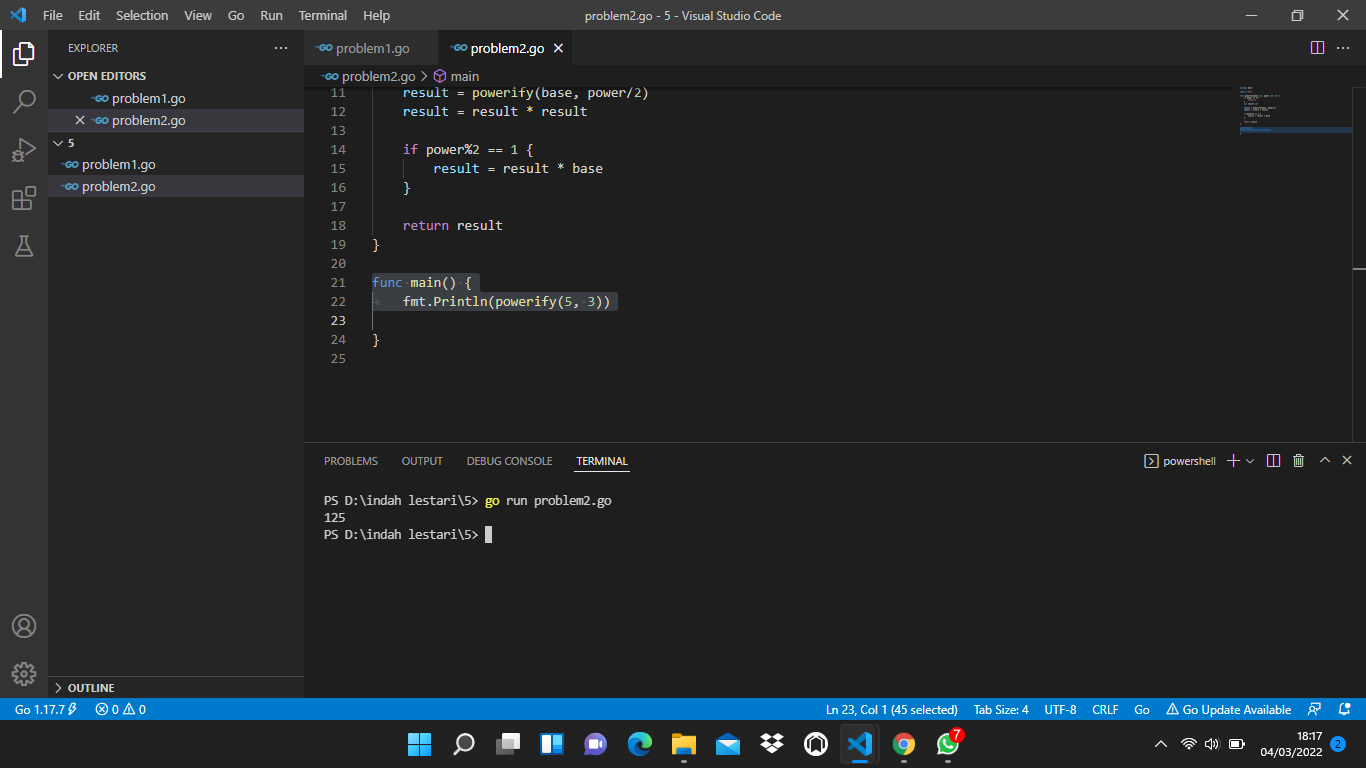 File Edit Selection View Go Run Terminal Help
problem2.go - 5 - Visual Studio Code
EXPLORER
OPEN EDITORS
problem1.go
problem2.go
5
problem1.go
problem2.go
OUTLINE
problem1.go problem2.go
problem2.go > main
11 result = powerify(base, power/2)
12 result = result * result
13
14 if power%2 == 1 {
15 result = result * base
16 }
17
18 return result
19 }
20
21 func main() {
22 fmt.Println(powerify(5, 3))
23
24 }
25
PROBLEMS OUTPUT DEBUG CONSOLE TERMINAL
powershell
PS D:\indah lestari\5> go run problem2.go
125
PS D:\indah lestari\5>
Go 1.17.7 0 0 Ln 23, Col 1 (45 selected) Tab Size: 4 UTF-8 CRLF Go Go Update Available
7
18:17
04/03/2022 2